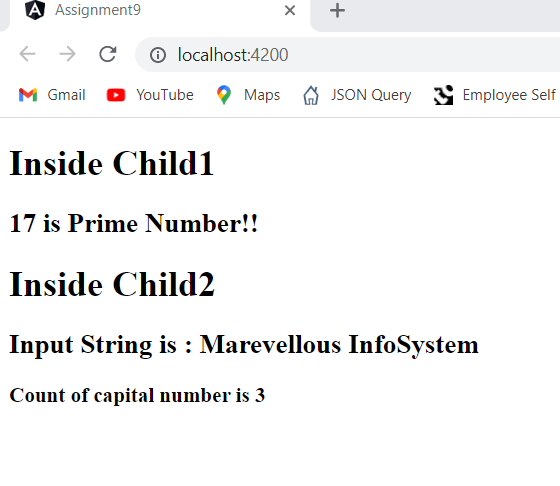 Assignment9
localhost:4200
Gmail YouTube Maps JSON Query Employee Self
Inside Child1
17 is Prime Number!!
Inside Child2
Input String is : Marevellous InfoSystem
Count of capital number is 3